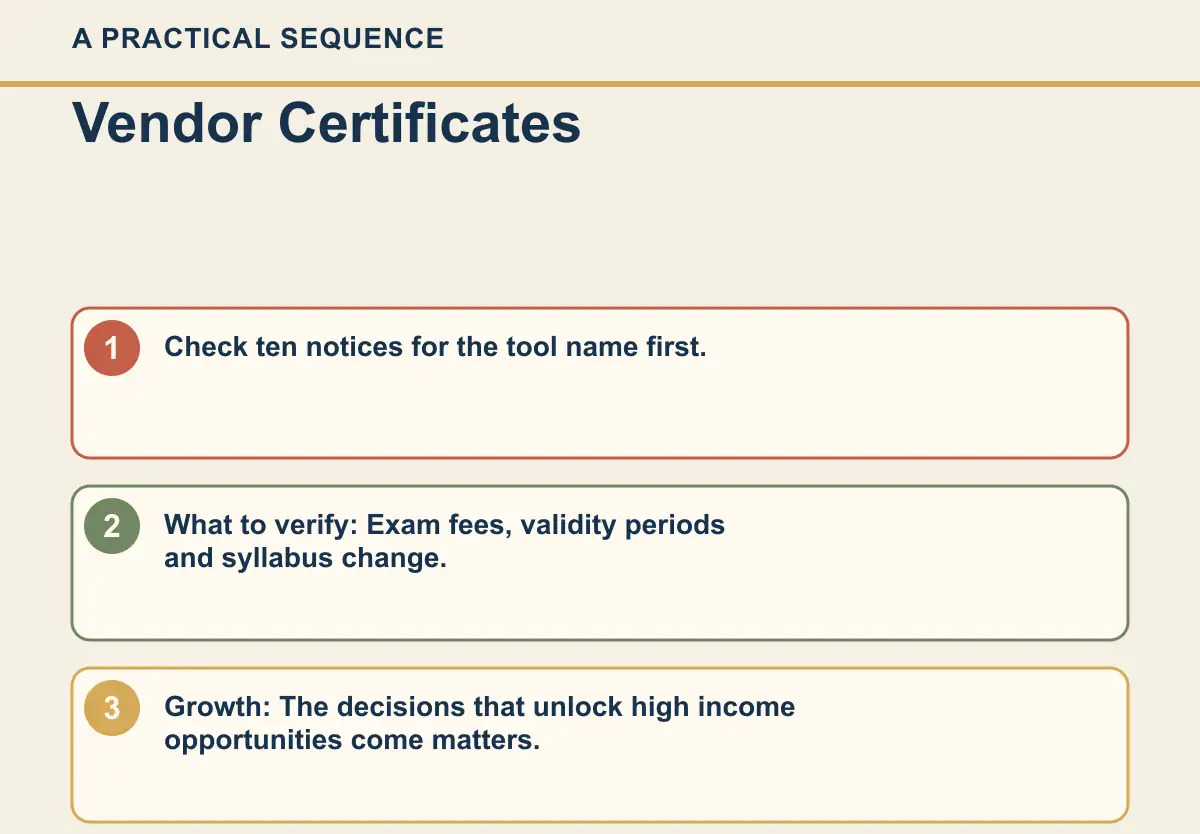 A PRACTICAL SEQUENCE
Vendor Certificates
1
Check ten notices for the tool name first.
2
What to verify: Exam fees, validity periods
and syllabus change.
3
Growth: The decisions that unlock high income
opportunities come matters.